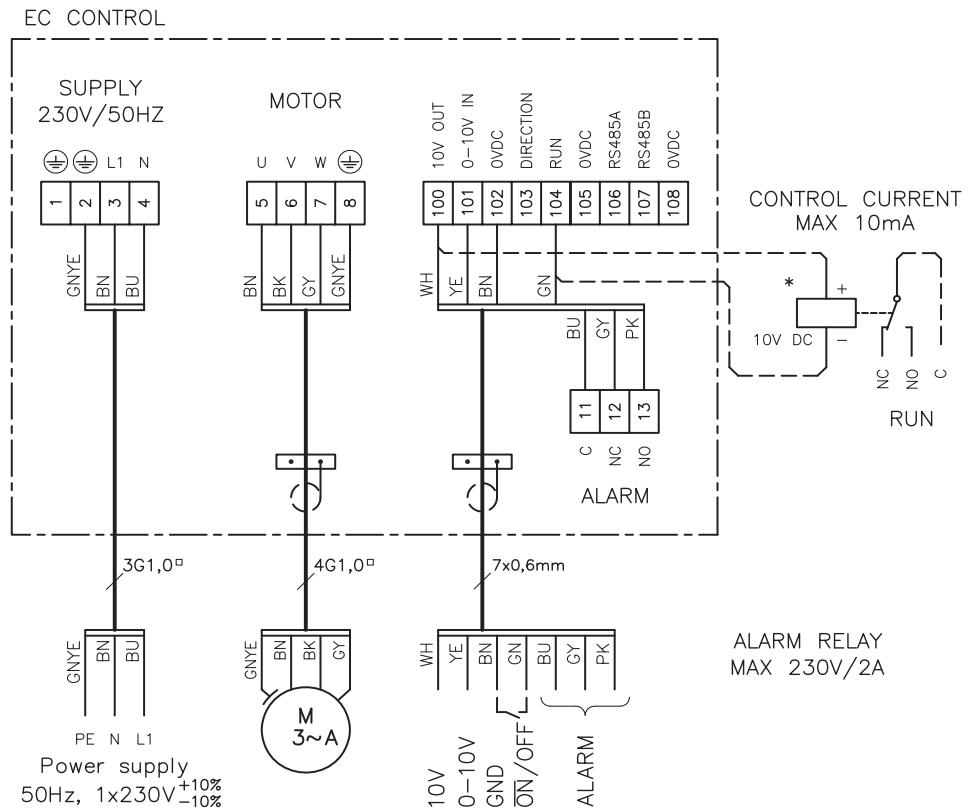 EC CONTROL
SUPPLY
230V/50HZ
MOTOR
10V OUT
0-10V IN
0VDC
DIRECTION
RUN
0VDC
RS485A
RS485B
0VDC
L1 N
U V W
1 2 3 4
5 6 7 8
100 101 102 103 104 105 106 107 108
CONTROL CURRENT
MAX 10mA
GNYE BN BU
BN BK GY GNYE
WH YE BN GN
* +
10V DC −
NC NO C
RUN
BU GY PK
11 12 13
C NC NO
ALARM
3G1,0▫
4G1,0▫
7x0,6mm
GNYE BN BU
GNYE BN BK GY
WH YE BN GN BU GY PK
ALARM RELAY
MAX 230V/2A
M
3~A
PE N L1
Power supply
50Hz, 1x230V +10%
−10%
10V
0-10V
GND
ON/OFF
ALARM